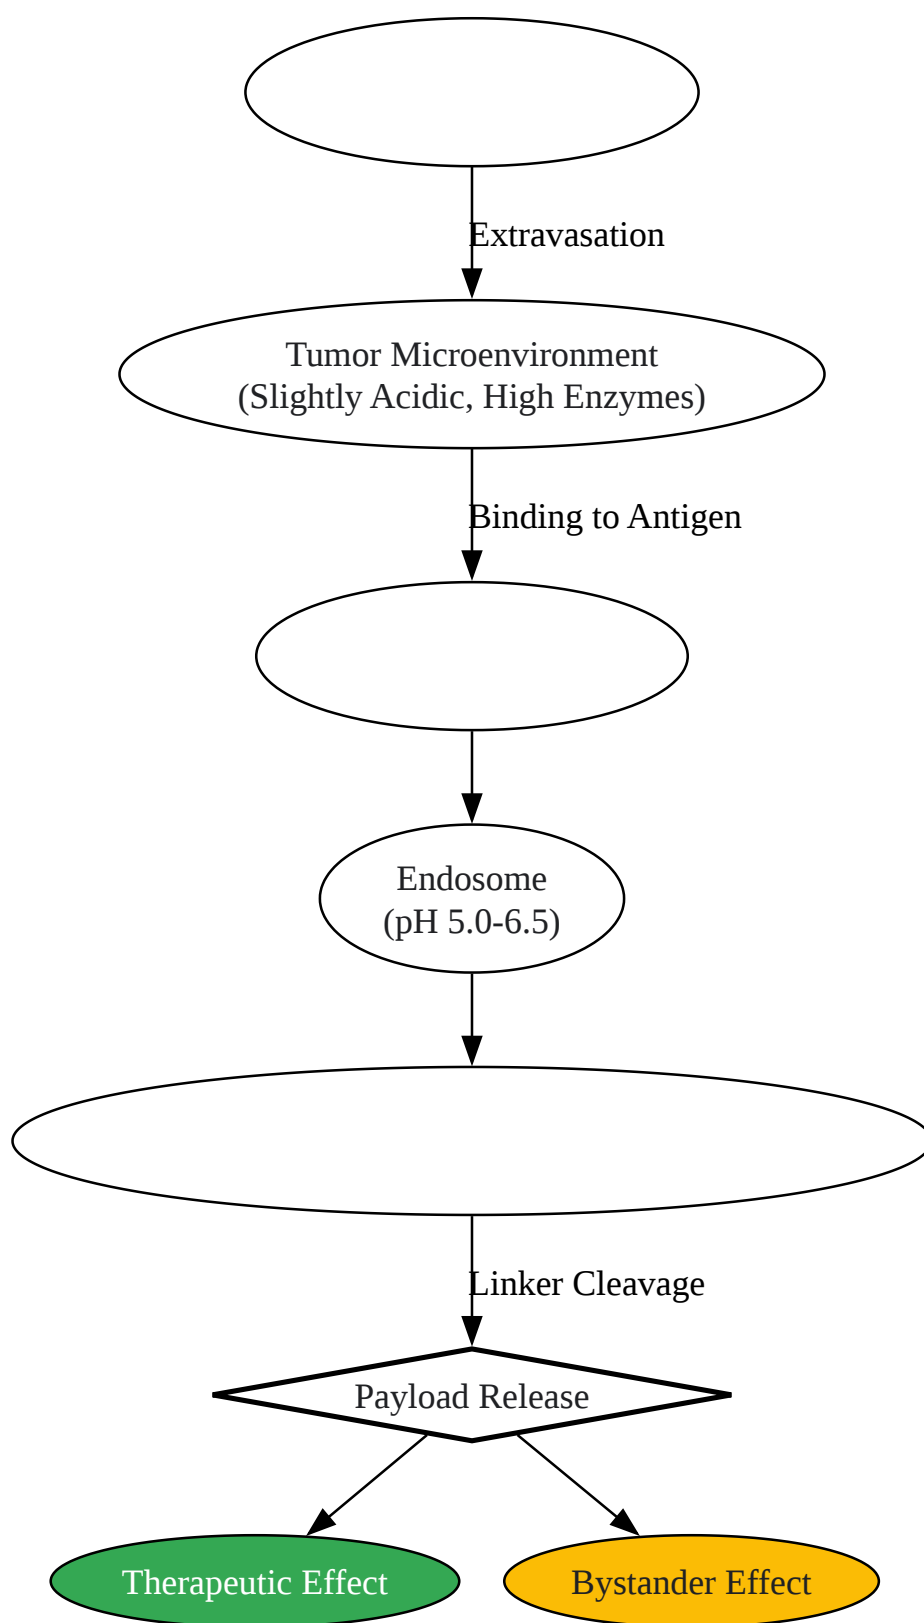 Extravasation
Tumor Microenvironment
(Slightly Acidic, High Enzymes)
Binding to Antigen
Endosome
(pH 5.0-6.5)
Linker Cleavage
Payload Release
Therapeutic Effect
Bystander Effect